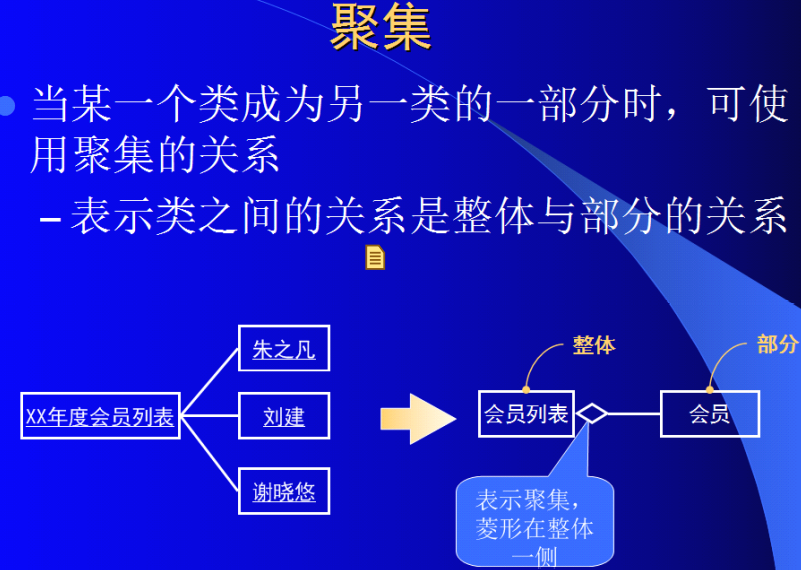 聚集
当某一个类成为另一类的一部分时，可使
用聚集的关系
–表示类之间的关系是整体与部分的关系
朱之凡
整体
部分
XX年度会员列表
刘建
会员列表
会员
谢晓悠
表示聚集，
菱形在整体
一侧